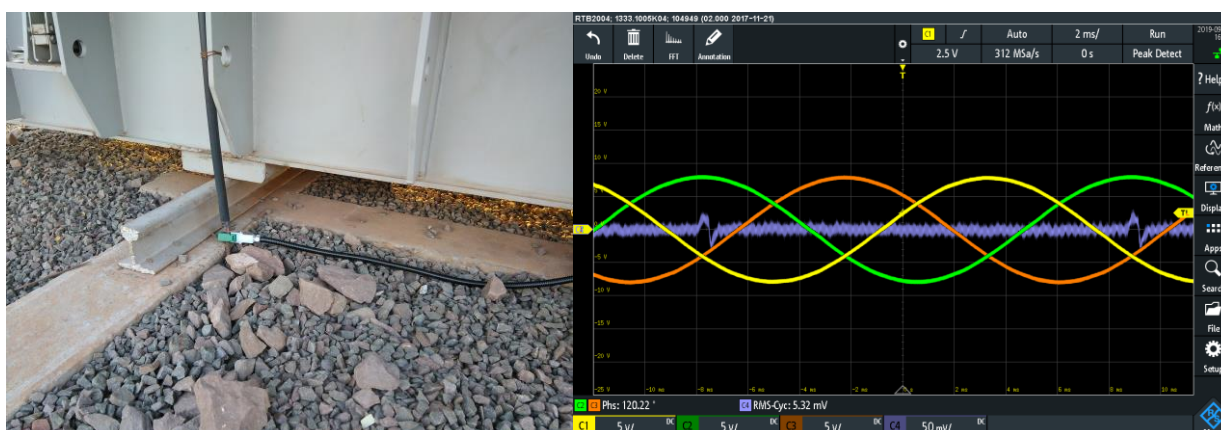 RTB2004; 1333.1005K04; 104949 (02.000 2017-11-21)
Undo Delete FFT Annotation
C1 Auto 2 ms/ Run
2.5 V 312 MSa/s 0 s Peak Detect
T
20 V
? Help
15 V
f(x)
Math
10 V
5 V
Display
Apps
-5 V
-10 V
Search
-15 V
File
-20 V
Setup
-25 V -10 ms -8 ms -6 ms -4 ms -2 ms 2 ms 4 ms 6 ms 8 ms 10 ms
C2 C3 Phs: 120.22 ° C4 RMS-Cyc: 5.32 mV
C1 5 V/ DC C2 5 V/ DC C3 5 V/ DC C4 50 mV/ DC